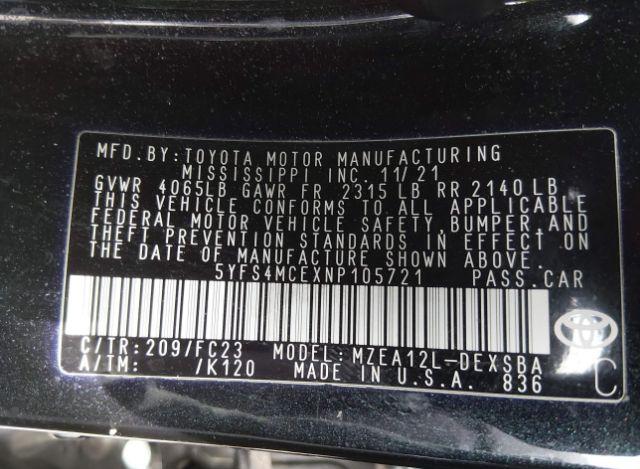 MFD.BY:TOYOTA MOTOR MANUFACTURING
MISSISSIPPI INC. 11/21
GVWR 4065LB GAWR FR 2315 LB RR 2140 LB
THIS VEHICLE CONFORMS TO ALL APPLICABLE
FEDERAL MOTOR VEHICLE SAFETY, BUMPER, AND
THEFT PREVENTION STANDARDS IN EFFECT ON
THE DATE OF MANUFACTURE SHOWN ABOVE.
5YFS4MCEXNP105721 PASS.CAR
C/TR:209/FC23 MODEL:MZEA12L-DEXSBA
A/TM: /K120 MADE IN U.S.A. 836
C